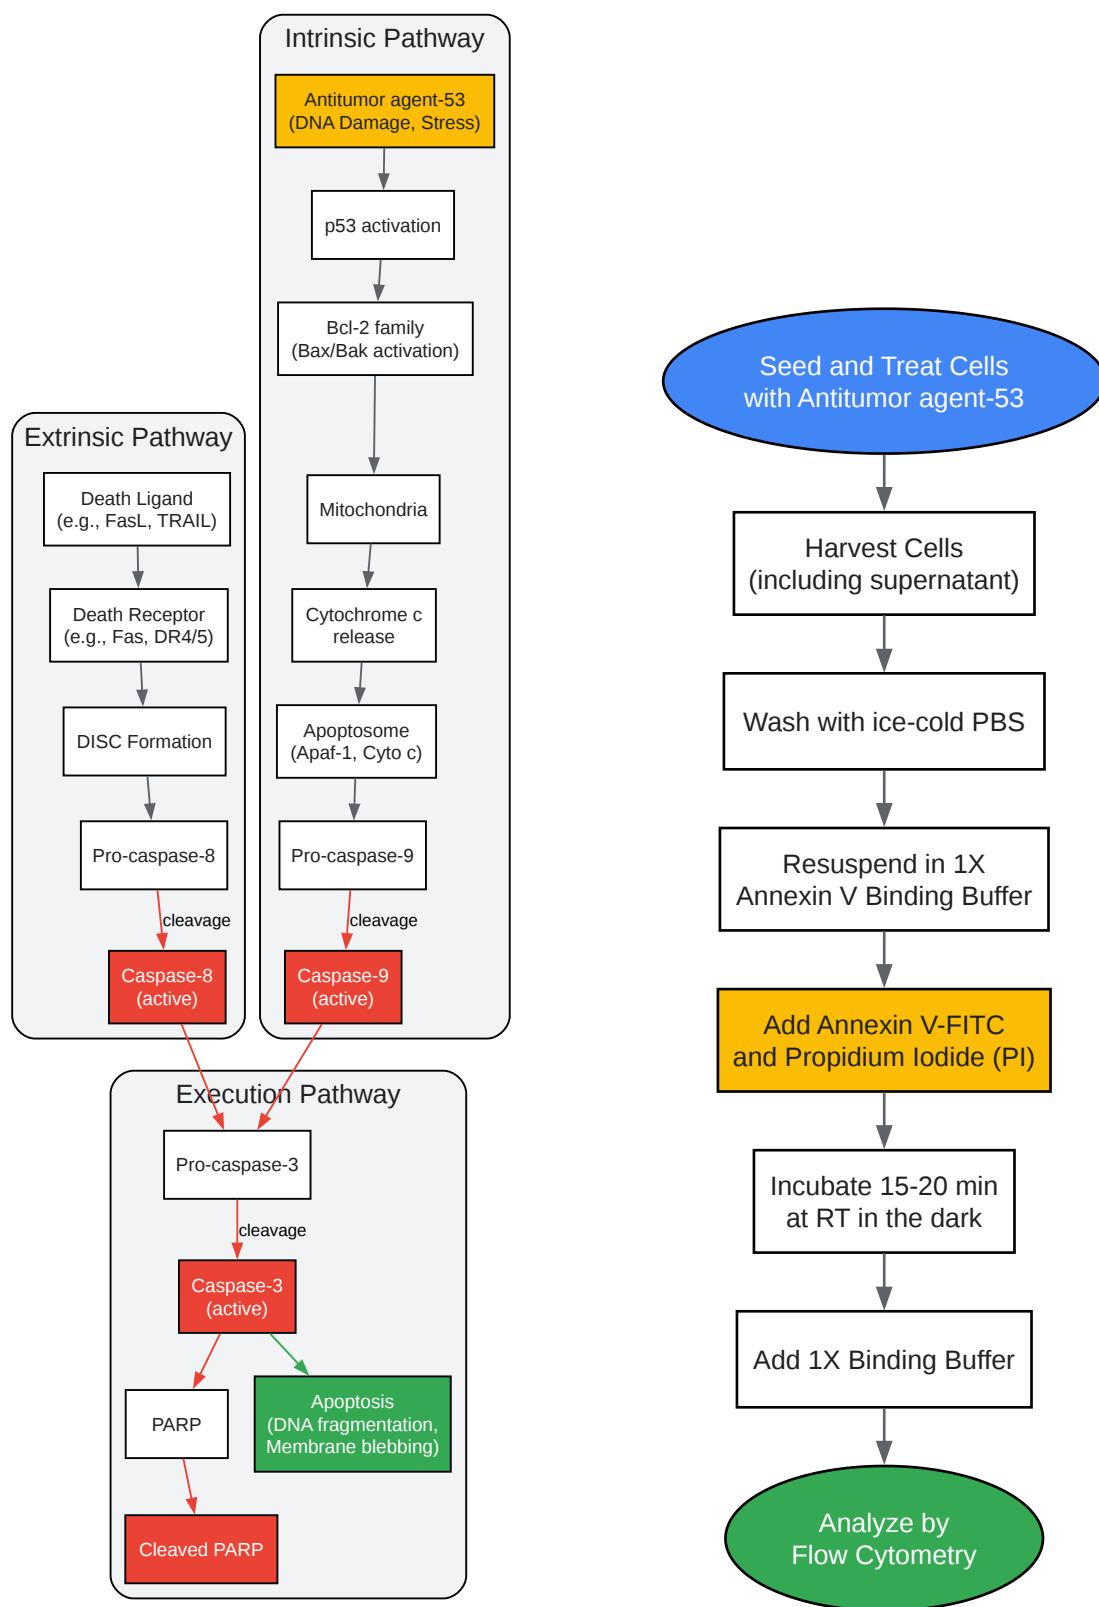 Intrinsic Pathway
Antitumor agent-53
(DNA Damage, Stress)
p53 activation
Bcl-2 family
(Bax/Bak activation)
Mitochondria
Cytochrome c
release
Apoptosome
(Apaf-1, Cyto c)
Pro-caspase-9
cleavage
Caspase-9
(active)
Extrinsic Pathway
Death Ligand
(e.g., FasL, TRAIL)
Death Receptor
(e.g., Fas, DR4/5)
DISC Formation
Pro-caspase-8
cleavage
Caspase-8
(active)
Execution Pathway
Pro-caspase-3
cleavage
Caspase-3
(active)
PARP
Apoptosis
(DNA fragmentation,
Membrane blebbing)
Cleaved PARP
Seed and Treat Cells
with Antitumor agent-53
Harvest Cells
(including supernatant)
Wash with ice-cold PBS
Resuspend in 1X
Annexin V Binding Buffer
Add Annexin V-FITC
and Propidium Iodide (PI)
Incubate 15-20 min
at RT in the dark
Add 1X Binding Buffer
Analyze by
Flow Cytometry